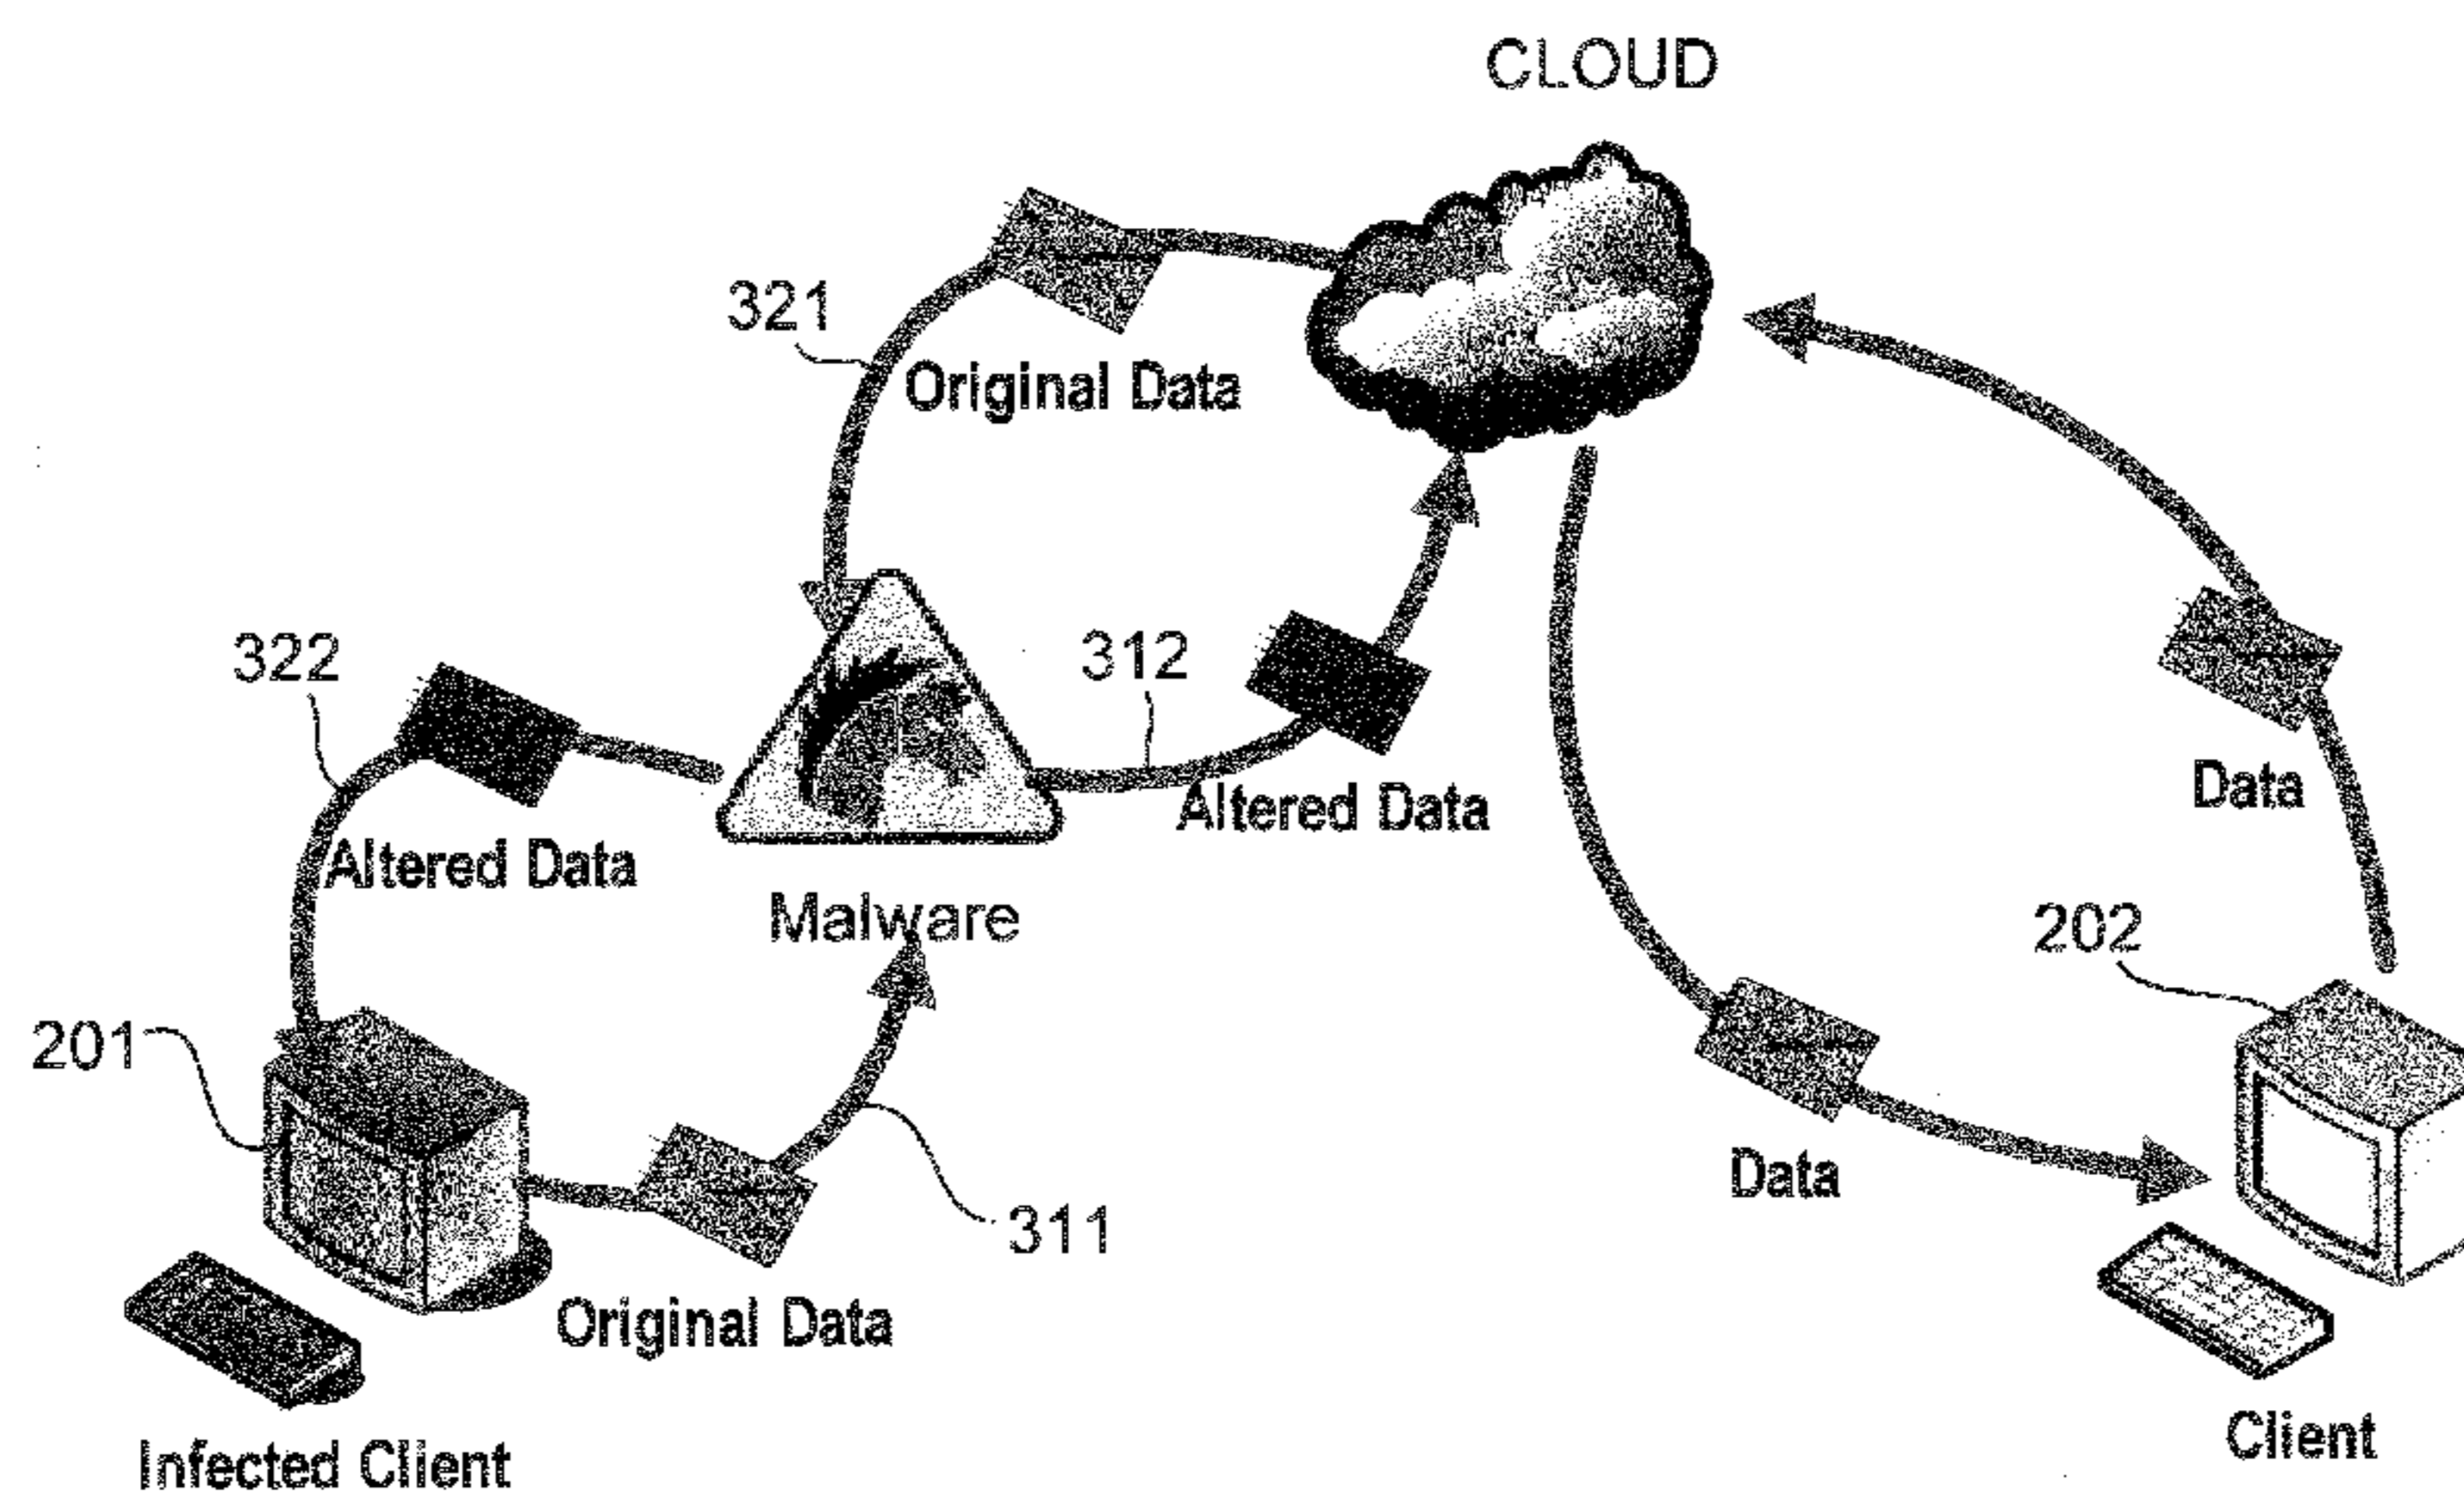 CLOUD
321
Original Data
322
312
Altered Data
Data
Altered Data
Malware
202
201
Data
311
Original Data
Client
Infected Client